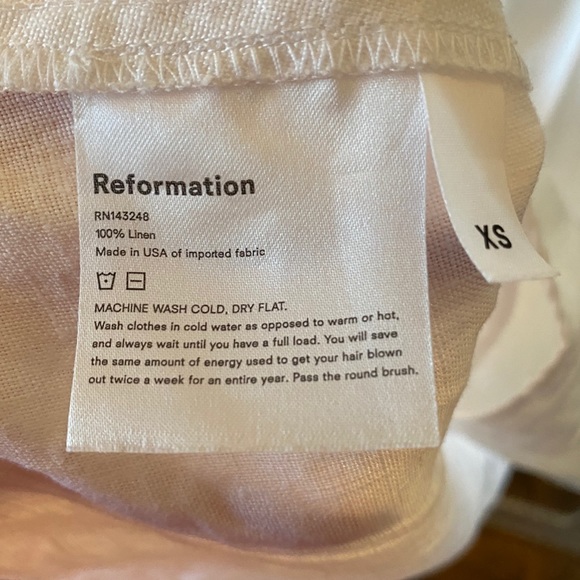 Reformation
RN143248
100% Linen
Made in USA of imported fabric
MACHINE WASH COLD, DRY FLAT.
Wash clothes in cold water as opposed to warm or hot,
and always wait until you have a full load. You will save
the same amount of energy used to get your hair blown
out twice a week for an entire year. Pass the round brush.
XS